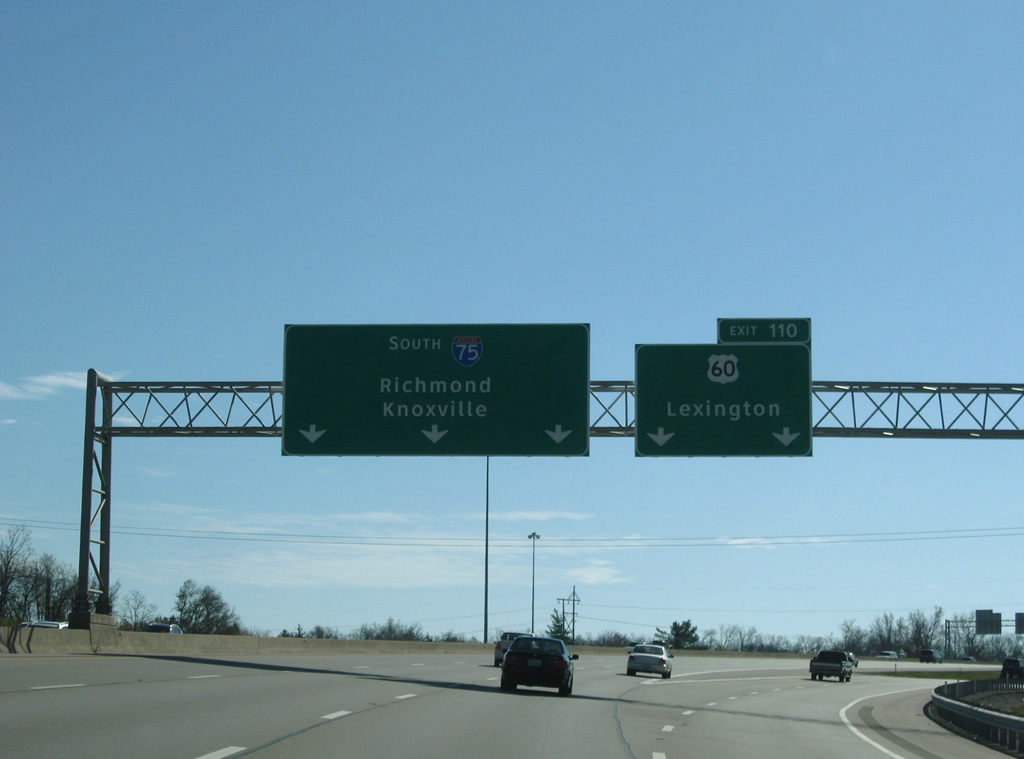 SOUTH 75
Richmond
Knoxville
EXIT 110
60
Lexington